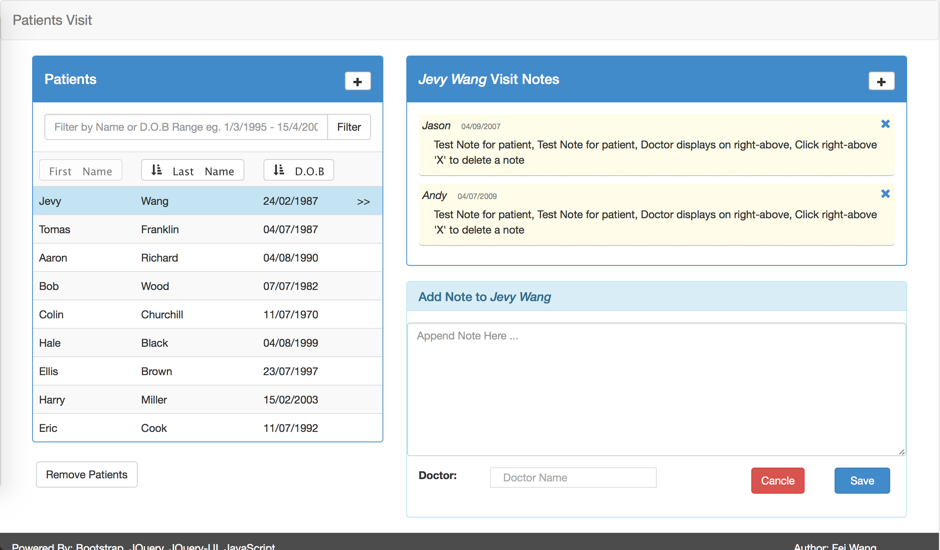 Patients Visit
Patients
+
Filter by Name or D.O.B Range eg. 1/3/1995 - 15/4/200
Filter
First Name Last Name D.O.B
Jevy Wang 24/02/1987 >>
Tomas Franklin 04/07/1987
Aaron Richard 04/08/1990
Bob Wood 07/07/1982
Colin Churchill 11/07/1970
Hale Black 04/08/1999
Ellis Brown 23/07/1997
Harry Miller 15/02/2003
Eric Cook 11/07/1992
Remove Patients
Jevy Wang Visit Notes
+
Jason 04/09/2007
Test Note for patient, Test Note for patient, Doctor displays on right-above, Click right-above
'X' to delete a note
Andy 04/07/2009
Test Note for patient, Test Note for patient, Doctor displays on right-above, Click right-above
'X' to delete a note
Add Note to Jevy Wang
Append Note Here ...
Doctor: Doctor Name Cancle Save
Powered By: Bootstrap, JQuery, JQuery-UI, JavaScript Author: Fei Wang